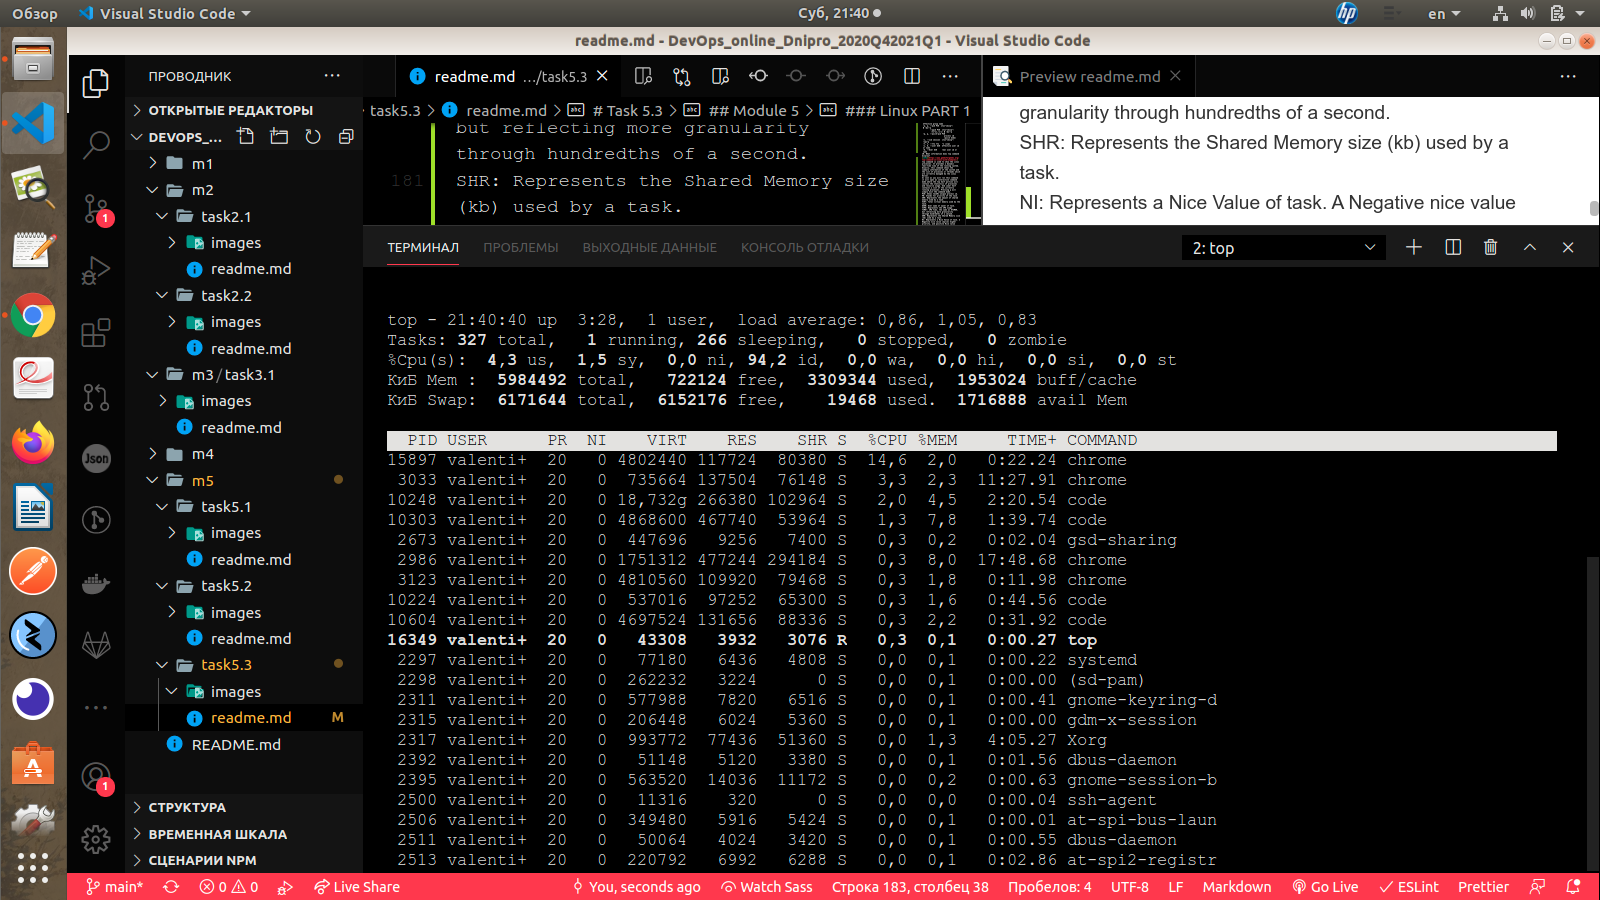 Обзор
Visual Studio Code
Суб, 21:40
hp
en
readme.md - DevOps_online_Dnipro_2020Q42021Q1 - Visual Studio Code
ПРОВОДНИК
ОТКРЫТЫЕ РЕДАКТОРЫ
DEVOPS_...
m1
m2
task2.1
images
readme.md
task2.2
images
readme.md
m3/task3.1
images
readme.md
m4
m5
task5.1
images
readme.md
task5.2
images
readme.md
task5.3
images
readme.md M
README.md
СТРУКТУРА
ВРЕМЕННАЯ ШКАЛА
СЦЕНАРИИ NPM
1
Json
1
readme.md .../task5.3
task5.3 > readme.md > # Task 5.3 > ## Module 5 > ### Linux PART 1
but reflecting more granularity
through hundredths of a second.
181 SHR: Represents the Shared Memory size
(kb) used by a task.
Preview readme.md
granularity through hundredths of a second.
SHR: Represents the Shared Memory size (kb) used by a
task.
NI: Represents a Nice Value of task. A Negative nice value
ТЕРМИНАЛ ПРОБЛЕМЫ ВЫХОДНЫЕ ДАННЫЕ КОНСОЛЬ ОТЛАДКИ
2: top
top - 21:40:40 up  3:28,  1 user,  load average: 0,86, 1,05, 0,83
Tasks: 327 total,   1 running, 266 sleeping,   0 stopped,   0 zombie
%Cpu(s):  4,3 us,  1,5 sy,  0,0 ni, 94,2 id,  0,0 wa,  0,0 hi,  0,0 si,  0,0 st
КиБ Mem :  5984492 total,   722124 free,  3309344 used,  1953024 buff/cache
КиБ Swap:  6171644 total,  6152176 free,    19468 used.  1716888 avail Mem
PID USER PR NI VIRT RES SHR S %CPU %MEM TIME+ COMMAND
15897 valenti+ 20 0 4802440 117724 80380 S 14,6 2,0 0:22.24 chrome
3033 valenti+ 20 0 735664 137504 76148 S 3,3 2,3 11:27.91 chrome
10248 valenti+ 20 0 18,732g 266380 102964 S 2,0 4,5 2:20.54 code
10303 valenti+ 20 0 4868600 467740 53964 S 1,3 7,8 1:39.74 code
2673 valenti+ 20 0 447696 9256 7400 S 0,3 0,2 0:02.04 gsd-sharing
2986 valenti+ 20 0 1751312 477244 294184 S 0,3 8,0 17:48.68 chrome
3123 valenti+ 20 0 4810560 109920 79468 S 0,3 1,8 0:11.98 chrome
10224 valenti+ 20 0 537016 97252 65300 S 0,3 1,6 0:44.56 code
10604 valenti+ 20 0 4697524 131656 88336 S 0,3 2,2 0:31.92 code
16349 valenti+ 20 0 43308 3932 3076 R 0,3 0,1 0:00.27 top
2297 valenti+ 20 0 77180 6436 4808 S 0,0 0,1 0:00.22 systemd
2298 valenti+ 20 0 262232 3224 0 S 0,0 0,1 0:00.00 (sd-pam)
2311 valenti+ 20 0 577988 7820 6516 S 0,0 0,1 0:00.41 gnome-keyring-d
2315 valenti+ 20 0 206448 6024 5360 S 0,0 0,1 0:00.00 gdm-x-session
2317 valenti+ 20 0 993772 77436 51360 S 0,0 1,3 4:05.27 Xorg
2392 valenti+ 20 0 51148 5120 3380 S 0,0 0,1 0:01.56 dbus-daemon
2395 valenti+ 20 0 563520 14036 11172 S 0,0 0,2 0:00.63 gnome-session-b
2500 valenti+ 20 0 11316 320 0 S 0,0 0,0 0:00.04 ssh-agent
2506 valenti+ 20 0 349480 5916 5424 S 0,0 0,1 0:00.01 at-spi-bus-laun
2511 valenti+ 20 0 50064 4024 3420 S 0,0 0,1 0:00.55 dbus-daemon
2513 valenti+ 20 0 220792 6992 6288 S 0,0 0,1 0:02.86 at-spi2-registr
main* 0 0 Live Share You, seconds ago Watch Sass Строка 183, столбец 38 Пробелов: 4 UTF-8 LF Markdown Go Live ESLint Prettier